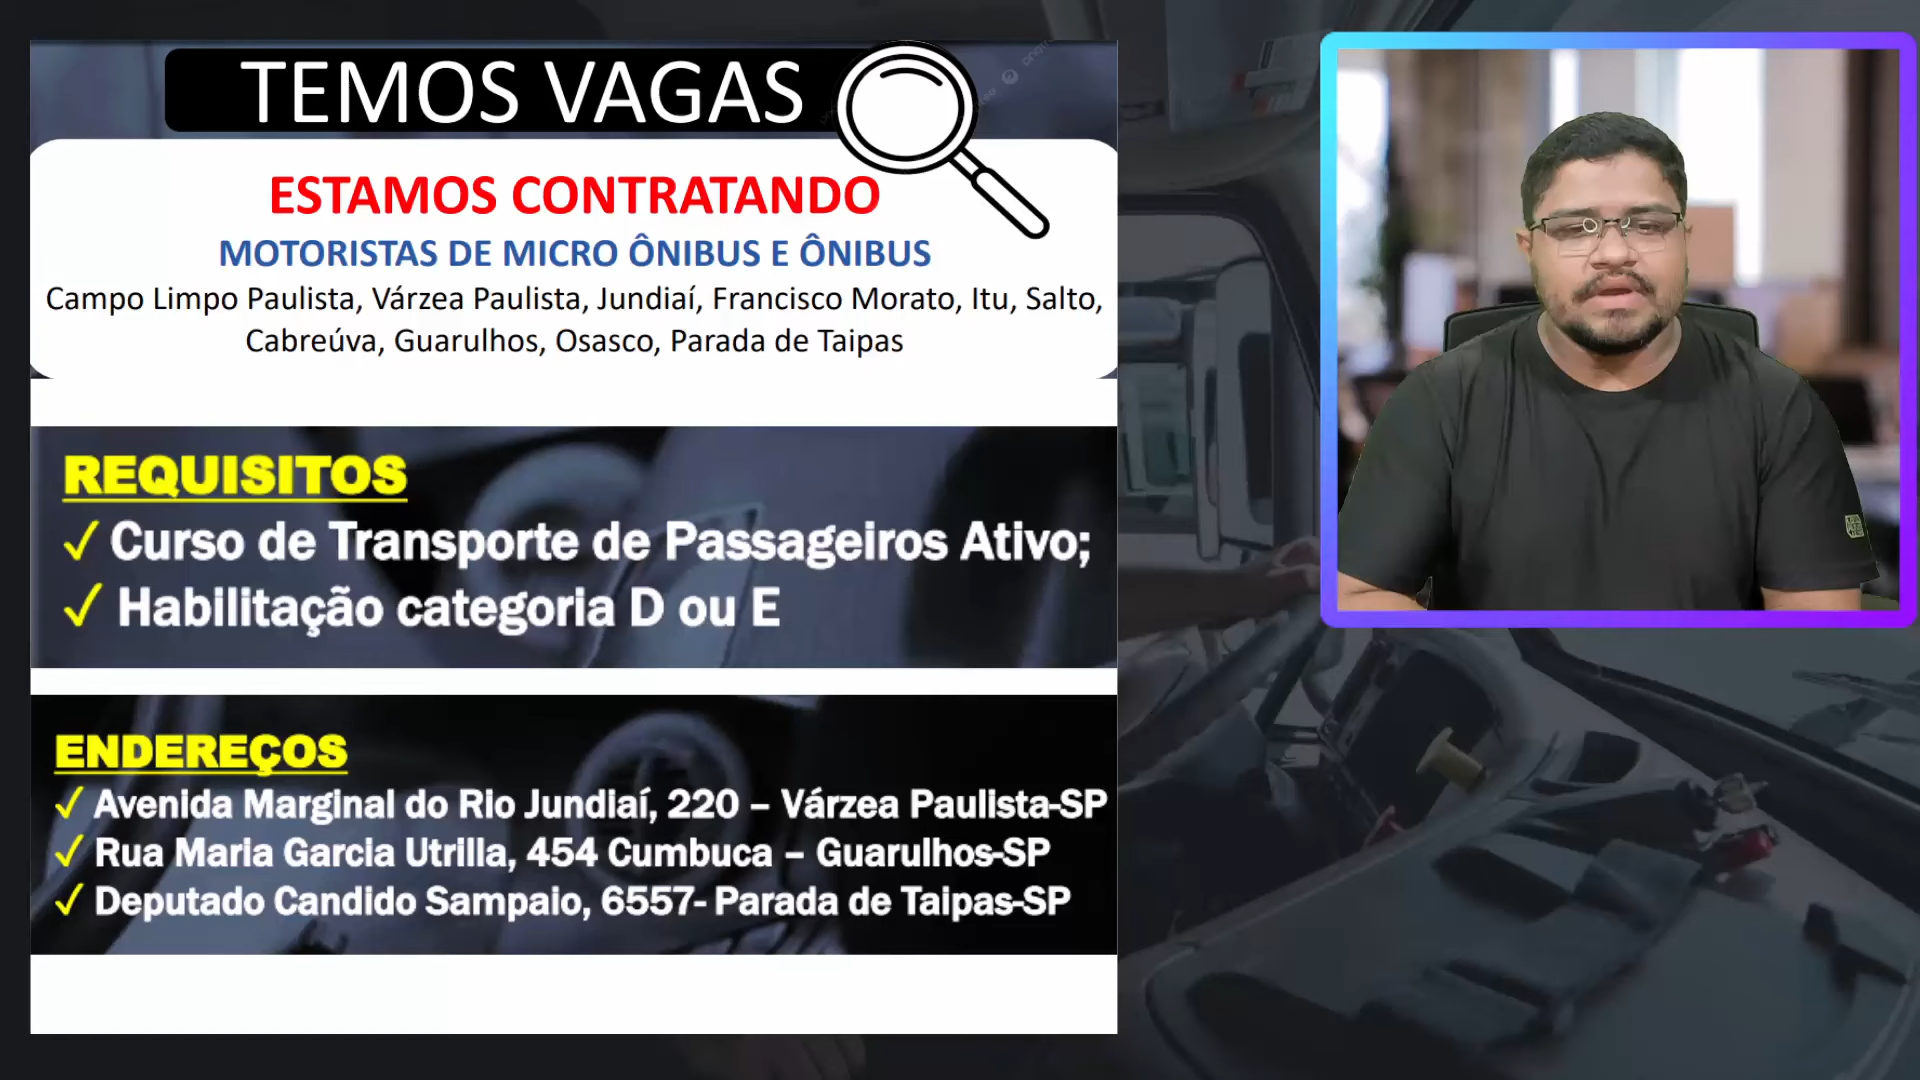 TEMOS VAGAS
ESTAMOS CONTRATANDO
MOTORISTAS DE MICRO ÔNIBUS E ÔNIBUS
Campo Limpo Paulista, Várzea Paulista, Jundiaí, Francisco Morato, Itu, Salto,
Cabreúva, Guarulhos, Osasco, Parada de Taipas
REQUISITOS
✓ Curso de Transporte de Passageiros Ativo;
✓ Habilitação categoria D ou E
ENDEREÇOS
✓ Avenida Marginal do Rio Jundiaí, 220 – Várzea Paulista-SP
✓ Rua Maria Garcia Utrilla, 454 Cumbuca – Guarulhos-SP
✓ Deputado Candido Sampaio, 6557- Parada de Taipas-SP